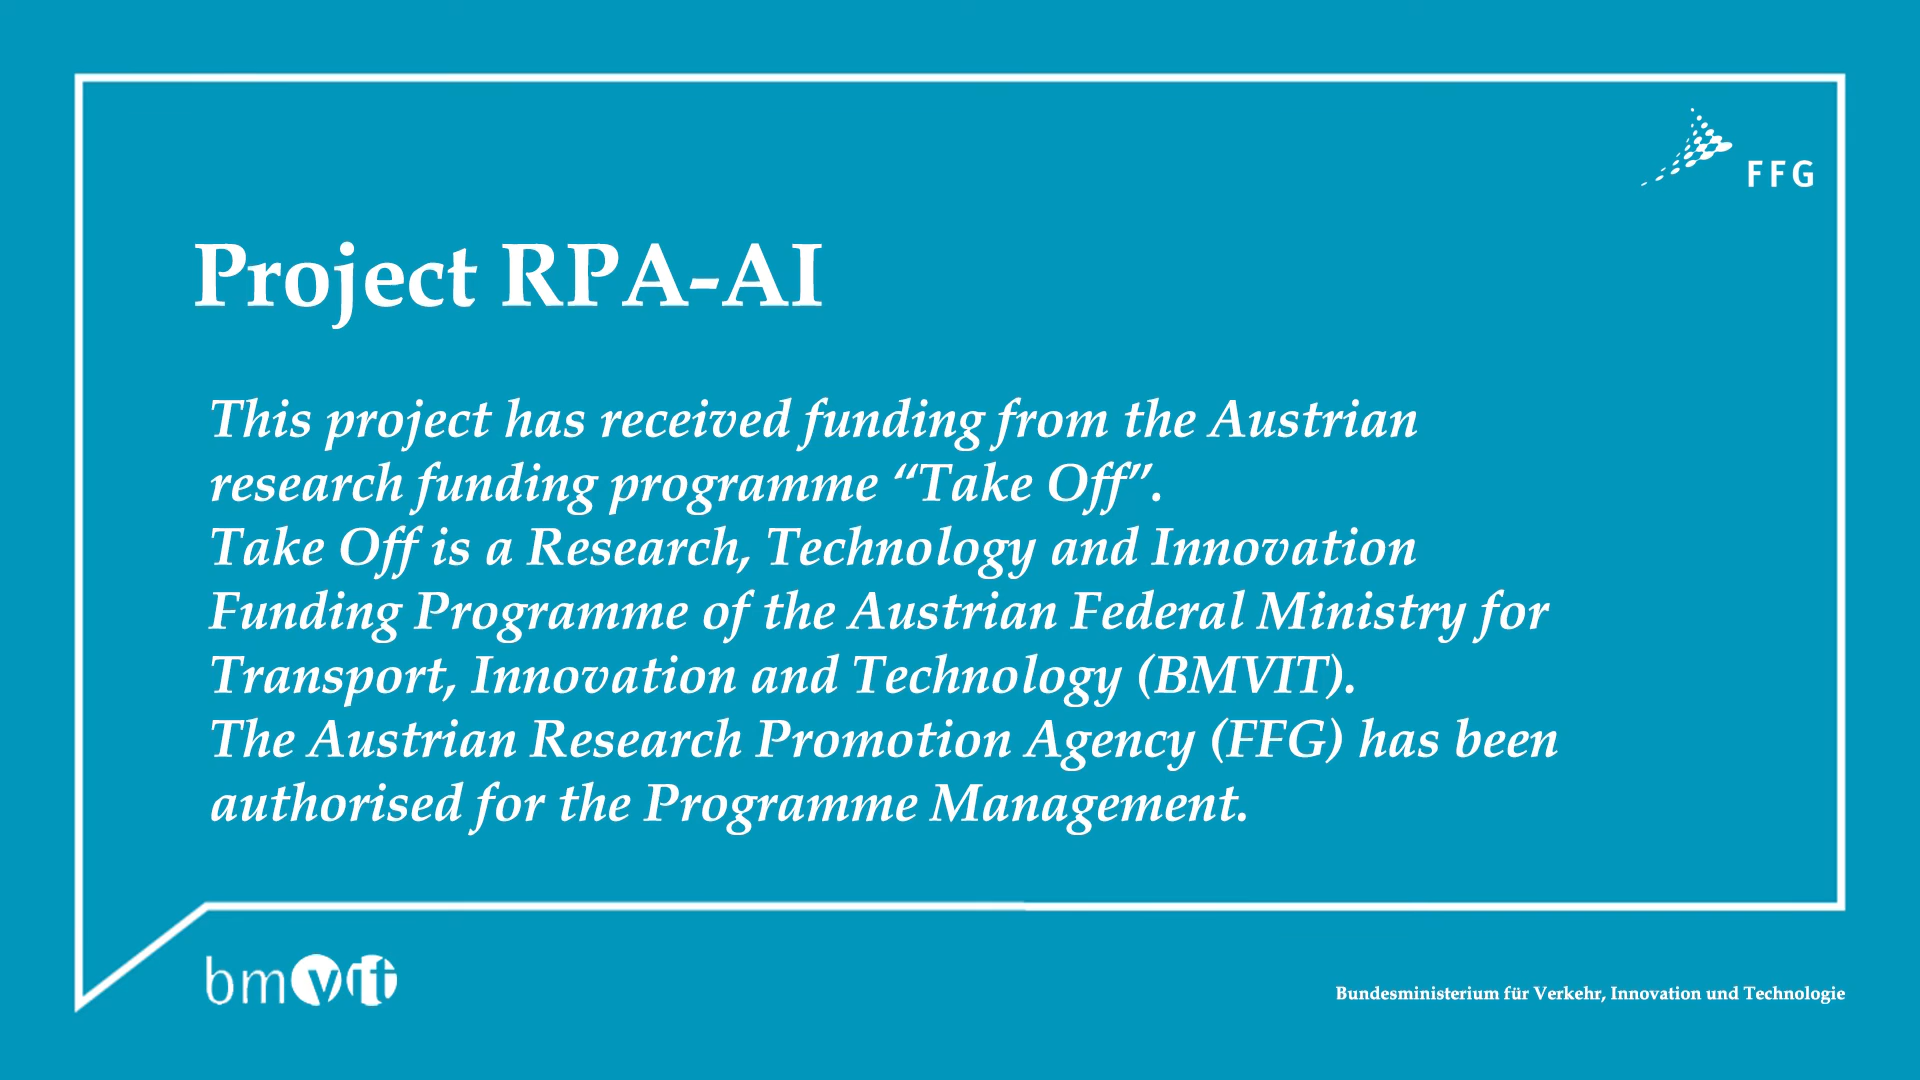 FFG
Project RPA-AI
This project has received funding from the Austrian
research funding programme “Take Off”.
Take Off is a Research, Technology and Innovation
Funding Programme of the Austrian Federal Ministry for
Transport, Innovation and Technology (BMVIT).
The Austrian Research Promotion Agency (FFG) has been
authorised for the Programme Management.
bmvit
Bundesministerium für Verkehr, Innovation und Technologie